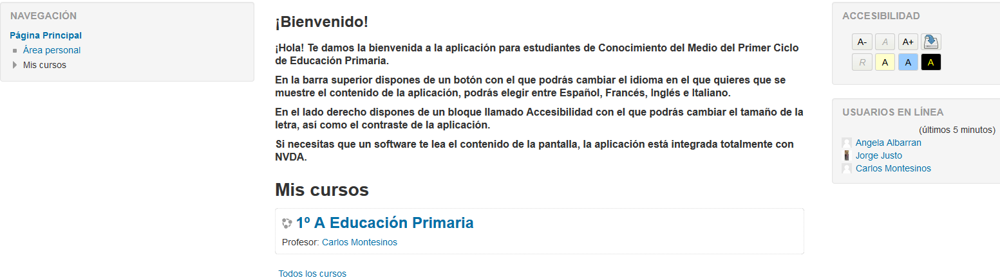 NAVEGACIÓN
Página Principal
Área personal
Mis cursos
¡Bienvenido!
¡Hola! Te damos la bienvenida a la aplicación para estudiantes de Conocimiento del Medio del Primer Ciclo
de Educación Primaria.
En la barra superior dispones de un botón con el que podrás cambiar el idioma en el que quieres que se
muestre el contenido de la aplicación, podrás elegir entre Español, Francés, Inglés e Italiano.
En el lado derecho dispones de un bloque llamado Accesibilidad con el que podrás cambiar el tamaño de la
letra, así como el contraste de la aplicación.
Si necesitas que un software te lea el contenido de la pantalla, la aplicación está integrada totalmente con
NVDA.
Mis cursos
1º A Educación Primaria
Profesor: Carlos Montesinos
Todos los cursos
ACCESIBILIDAD
A- A A+
R A A A
USUARIOS EN LÍNEA
(últimos 5 minutos)
Angela Albarran
Jorge Justo
Carlos Montesinos